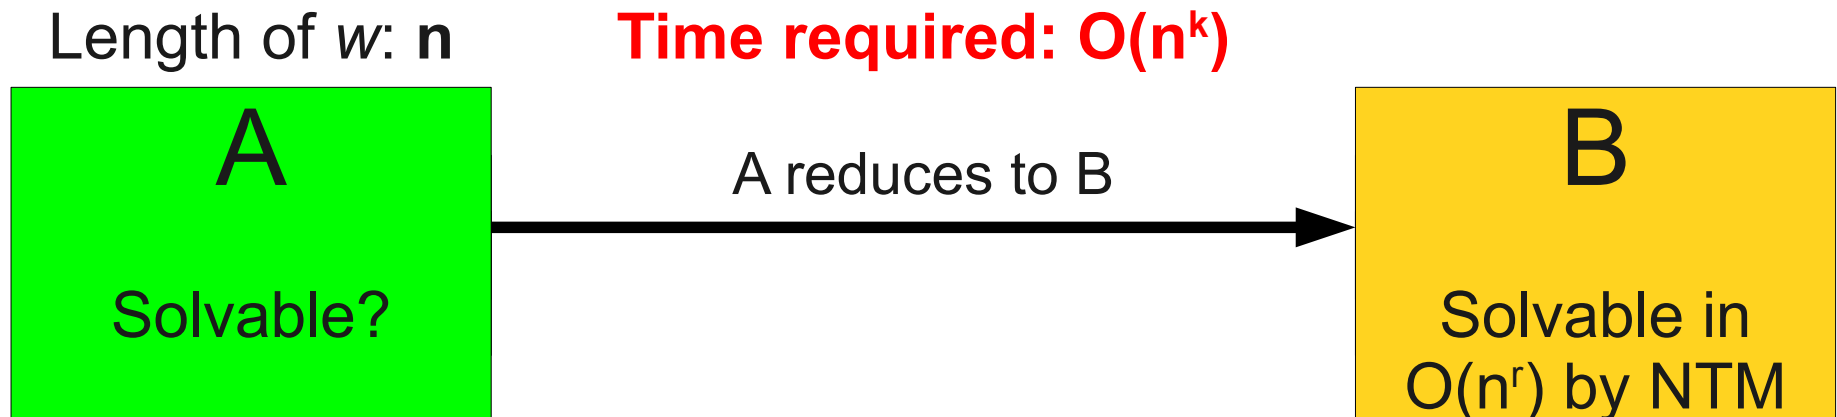 Length of w: n
Time required: O(nᵏ)
A
A reduces to B
B
Solvable?
Solvable in
O(nʳ) by NTM